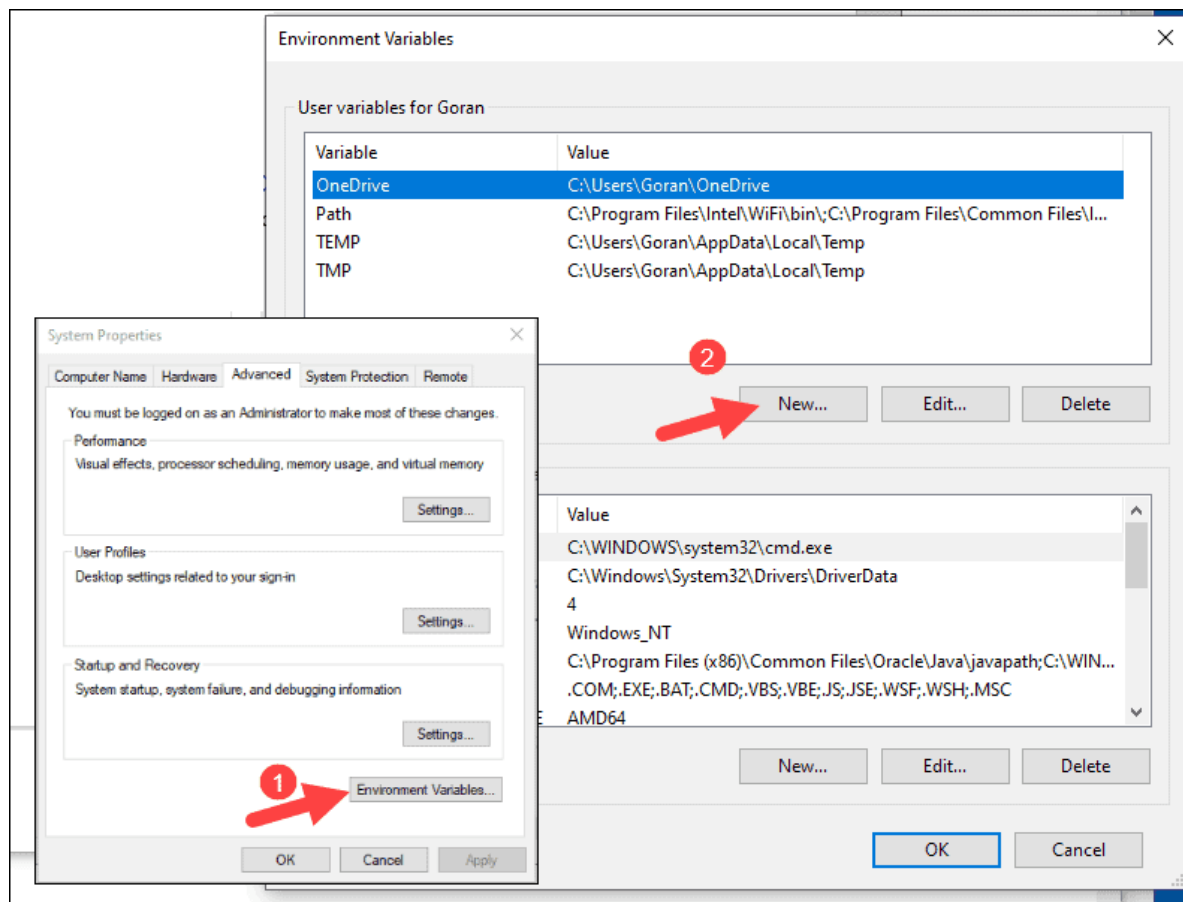 Environment Variables
User variables for Goran
Variable Value
OneDrive C:\Users\Goran\OneDrive
Path C:\Program Files\Intel\WiFi\bin\;C:\Program Files\Common Files\I...
TEMP C:\Users\Goran\AppData\Local\Temp
TMP C:\Users\Goran\AppData\Local\Temp
2
New... Edit... Delete
Value
C:\WINDOWS\system32\cmd.exe
C:\Windows\System32\Drivers\DriverData
4
Windows_NT
C:\Program Files (x86)\Common Files\Oracle\Java\javapath;C:\WIN...
.COM;.EXE;.BAT;.CMD;.VBS;.VBE;.JS;.JSE;.WSF;.WSH;.MSC
E AMD64
New... Edit... Delete
OK Cancel
System Properties
Computer Name Hardware Advanced System Protection Remote
You must be logged on as an Administrator to make most of these changes.
Performance
Visual effects, processor scheduling, memory usage, and virtual memory
Settings...
User Profiles
Desktop settings related to your sign-in
Settings...
Startup and Recovery
System startup, system failure, and debugging information
Settings...
1
Environment Variables...
OK Cancel Apply